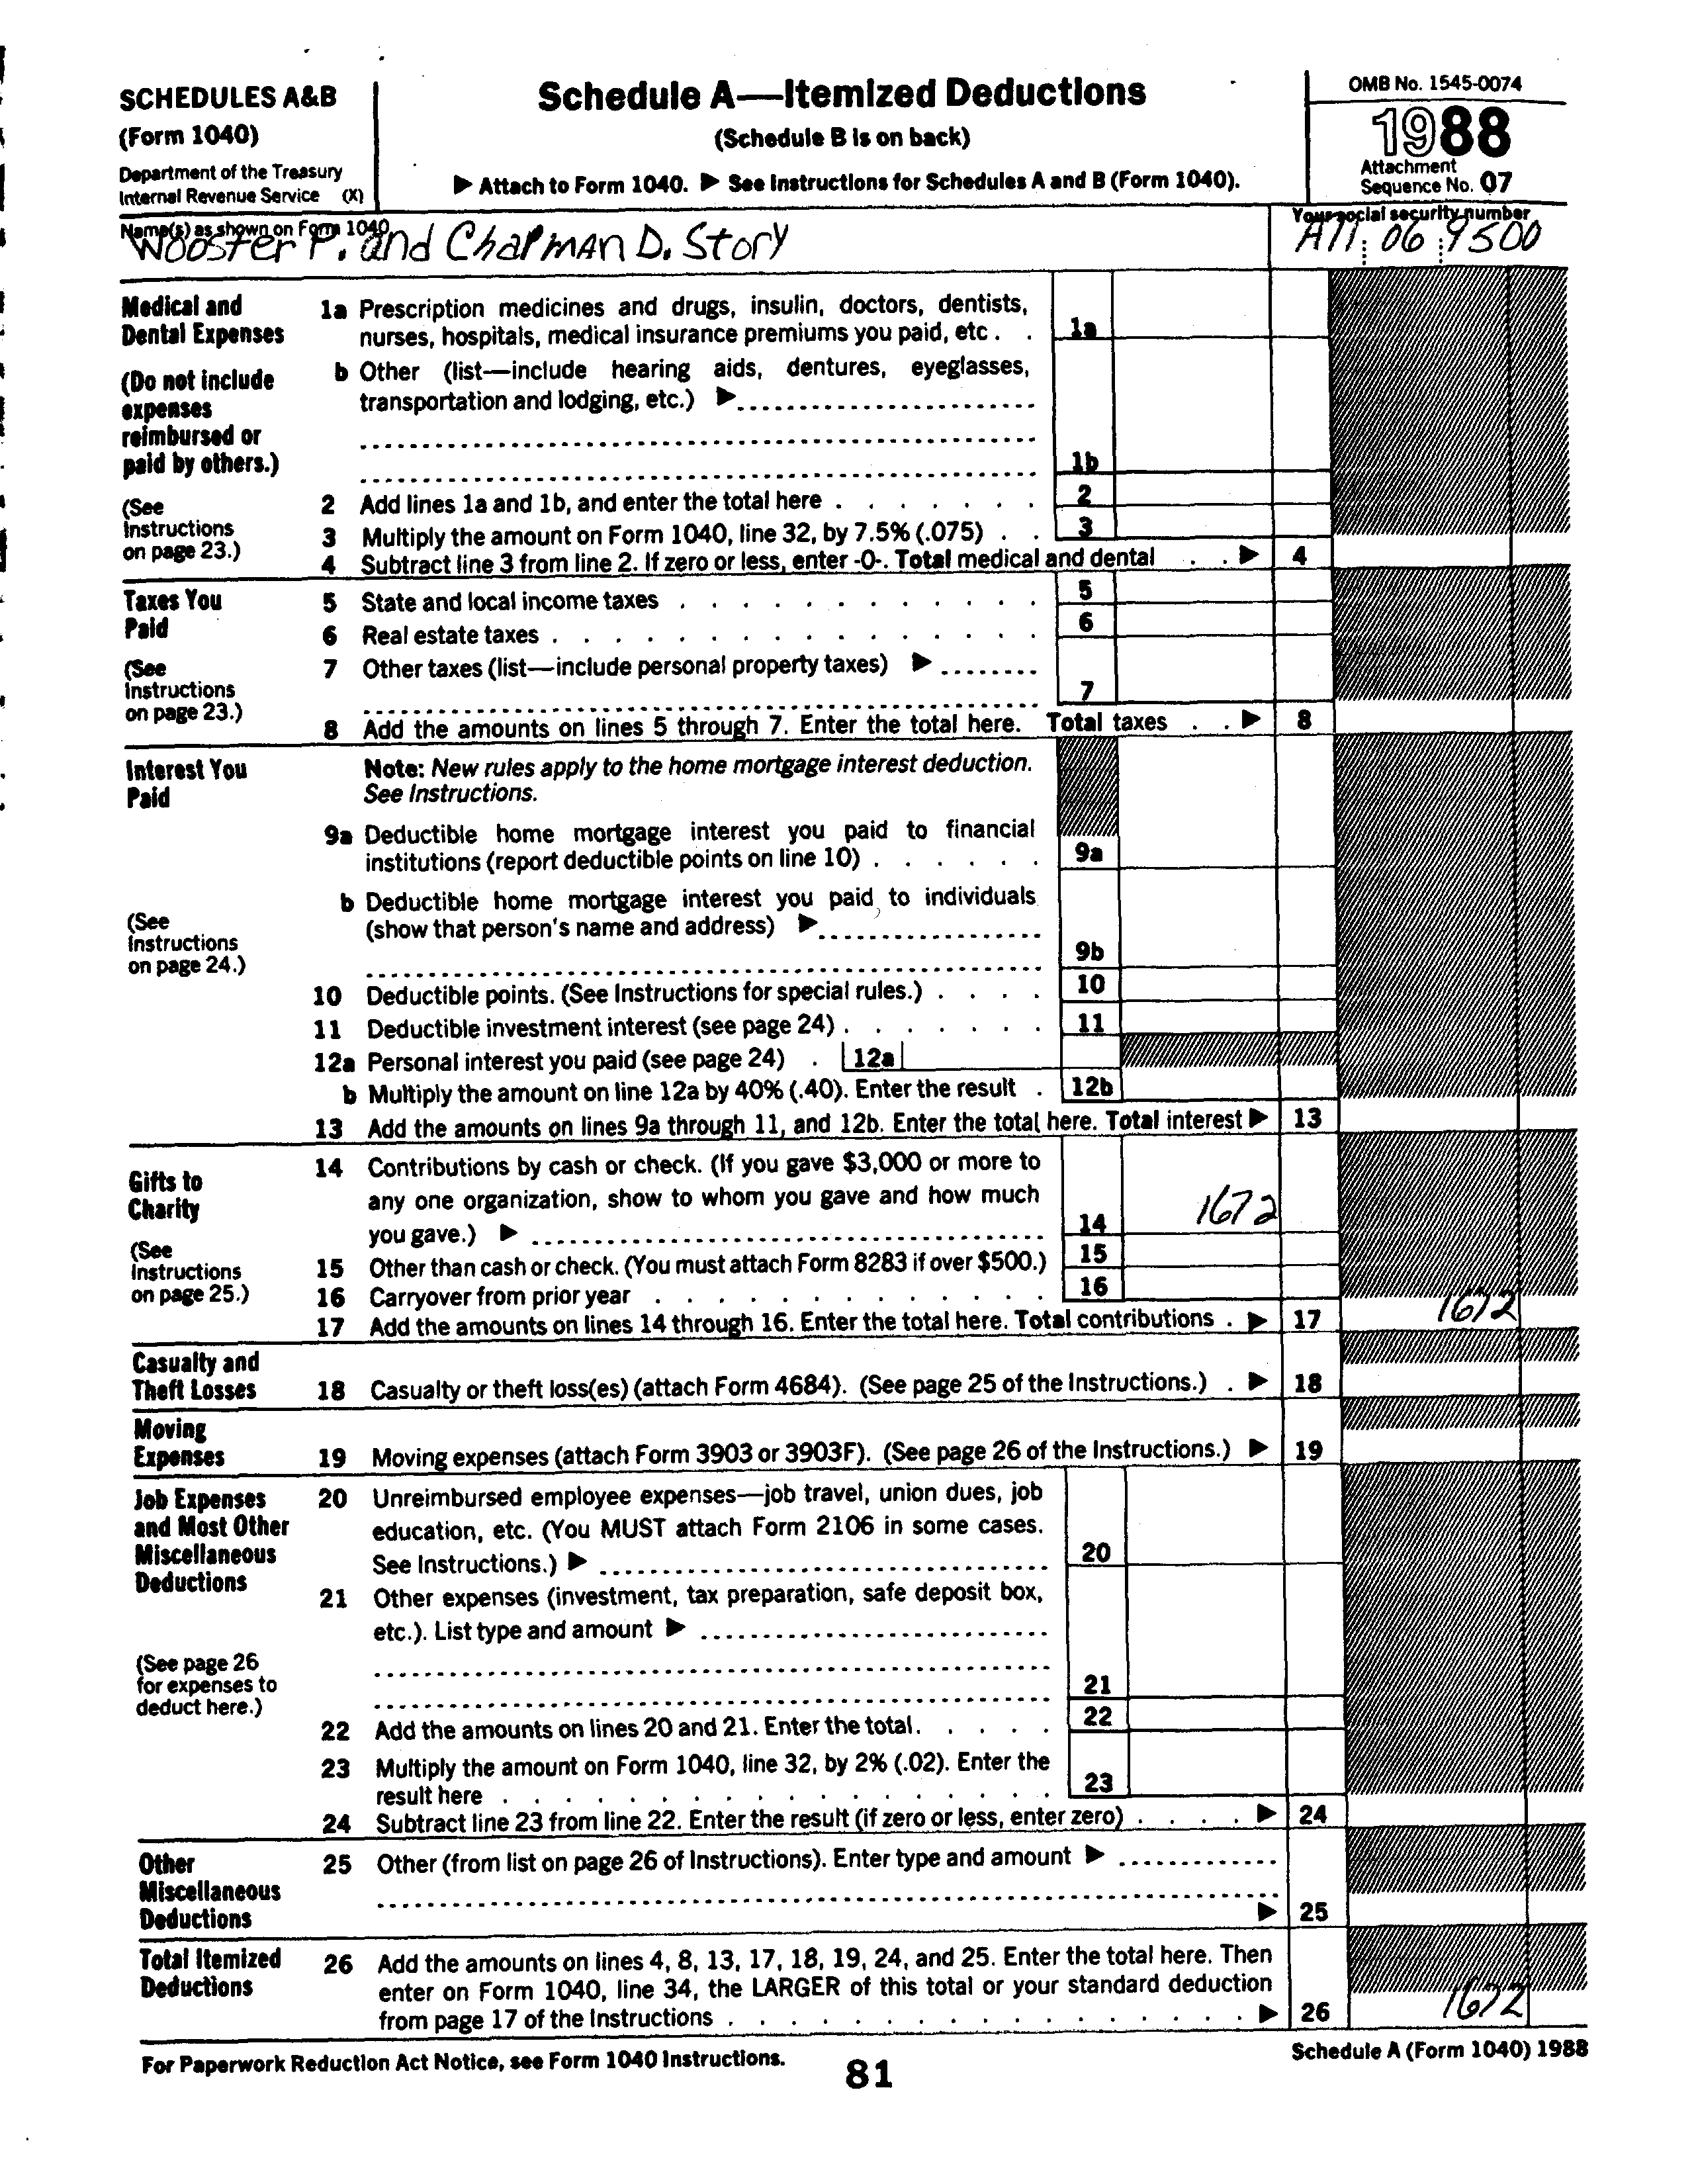 SCHEDULES A&B
(Form 1040)
Department of the Treasury
Internal Revenue Service (X)
Schedule A—Itemized Deductions
(Schedule B is on back)
▶ Attach to Form 1040. ▶ See Instructions for Schedules A and B (Form 1040).
OMB No. 1545-0074
1988
Attachment
Sequence No. 07
Name(s) as shown on Form 1040
Wooster P. and Chapman D. Story
Your social security number
06 9500
Medical and
Dental Expenses
(Do not include
expenses
reimbursed or
paid by others.)
(See
Instructions
on page 23.)
1a Prescription medicines and drugs, insulin, doctors, dentists,
nurses, hospitals, medical insurance premiums you paid, etc . . 1a
b Other (list—include hearing aids, dentures, eyeglasses,
transportation and lodging, etc.) ▶
1b
2 Add lines 1a and 1b, and enter the total here . . . . . . . 2
3 Multiply the amount on Form 1040, line 32, by 7.5% (.075) . . 3
4 Subtract line 3 from line 2. If zero or less, enter -0-. Total medical and dental . . ▶ 4
Taxes You
Paid
(See
Instructions
on page 23.)
5 State and local income taxes . . . . . . . . . . . . 5
6 Real estate taxes . . . . . . . . . . . . . . . . 6
7 Other taxes (list—include personal property taxes) ▶
7
8 Add the amounts on lines 5 through 7. Enter the total here. Total taxes . . ▶ 8
Interest You
Paid
(See
Instructions
on page 24.)
Note: New rules apply to the home mortgage interest deduction.
See Instructions.
9a Deductible home mortgage interest you paid to financial
institutions (report deductible points on line 10) . . . . . . 9a
b Deductible home mortgage interest you paid to individuals
(show that person's name and address) ▶
9b
10 Deductible points. (See Instructions for special rules.) . . . . 10
11 Deductible investment interest (see page 24) . . . . . . . 11
12a Personal interest you paid (see page 24) . 12a
b Multiply the amount on line 12a by 40% (.40). Enter the result . 12b
13 Add the amounts on lines 9a through 11, and 12b. Enter the total here. Total interest ▶ 13
Gifts to
Charity
(See
Instructions
on page 25.)
14 Contributions by cash or check. (If you gave $3,000 or more to
any one organization, show to whom you gave and how much
you gave.) ▶ 14 1672
15 Other than cash or check. (You must attach Form 8283 if over $500.) 15
16 Carryover from prior year . . . . . . . . . . . . . 16
17 Add the amounts on lines 14 through 16. Enter the total here. Total contributions . ▶ 17 1672
Casualty and
Theft Losses
18 Casualty or theft loss(es) (attach Form 4684). (See page 25 of the Instructions.) . ▶ 18
Moving
Expenses
19 Moving expenses (attach Form 3903 or 3903F). (See page 26 of the Instructions.) ▶ 19
Job Expenses
and Most Other
Miscellaneous
Deductions
(See page 26
for expenses to
deduct here.)
20 Unreimbursed employee expenses—job travel, union dues, job
education, etc. (You MUST attach Form 2106 in some cases.
See Instructions.) ▶ 20
21 Other expenses (investment, tax preparation, safe deposit box,
etc.). List type and amount ▶
21
22 Add the amounts on lines 20 and 21. Enter the total. . . . . 22
23 Multiply the amount on Form 1040, line 32, by 2% (.02). Enter the
result here . . . . . . . . . . . . . . . . . . 23
24 Subtract line 23 from line 22. Enter the result (if zero or less, enter zero) . . . . ▶ 24
Other
Miscellaneous
Deductions
25 Other (from list on page 26 of Instructions). Enter type and amount ▶
▶ 25
Total Itemized
Deductions
26 Add the amounts on lines 4, 8, 13, 17, 18, 19, 24, and 25. Enter the total here. Then
enter on Form 1040, line 34, the LARGER of this total or your standard deduction
from page 17 of the Instructions . . . . . . . . . . . . . . . . . ▶ 26 1672
For Paperwork Reduction Act Notice, see Form 1040 Instructions.
81
Schedule A (Form 1040) 1988